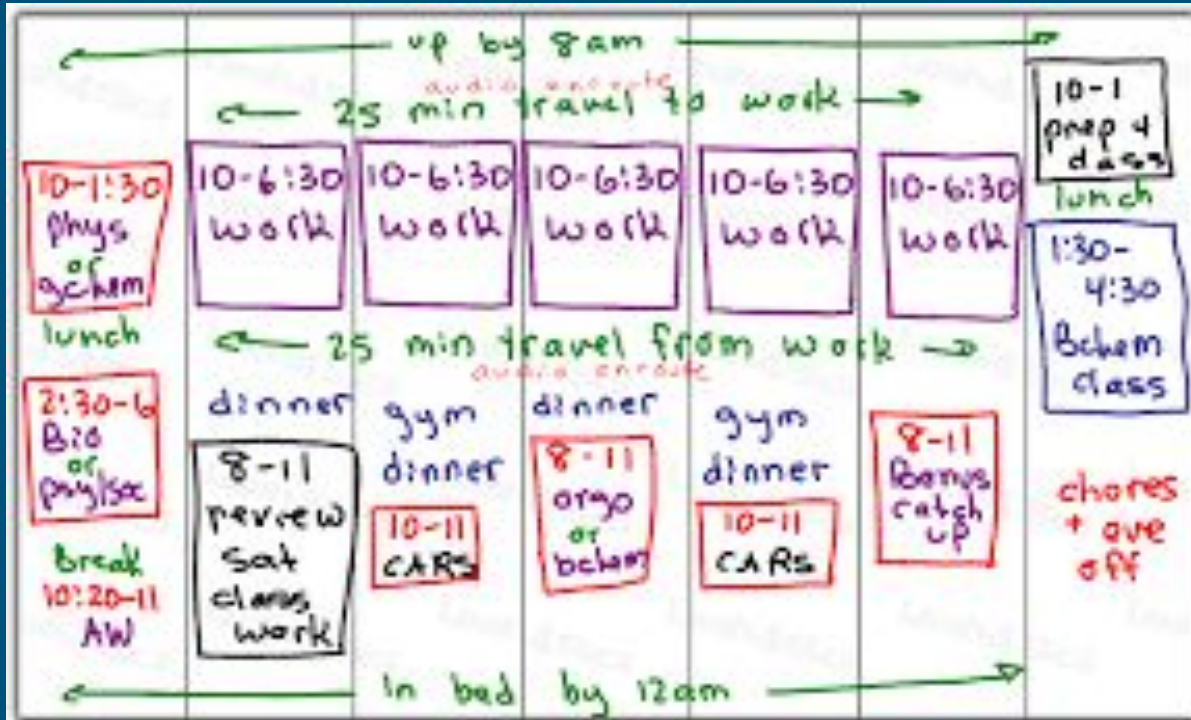 up by 8am
audio enroute
25 min travel to work
10-1:30
phys
or
gchem
lunch
2:30-6
Bio
or
psy/soc
Break
10:20-11
AW
10-6:30
work
10-6:30
work
10-6:30
work
10-6:30
work
10-6:30
work
25 min travel from work
audio enroute
dinner
8-11
review
sat
class
work
gym
dinner
10-11
CARS
dinner
8-11
orgo
or
bchem
gym
dinner
10-11
CARS
8-11
Bonus
catch
up
10-1
prep 4
class
lunch
1:30-
4:30
Bchem
class
chores
+ eve
off
In bed by 12am